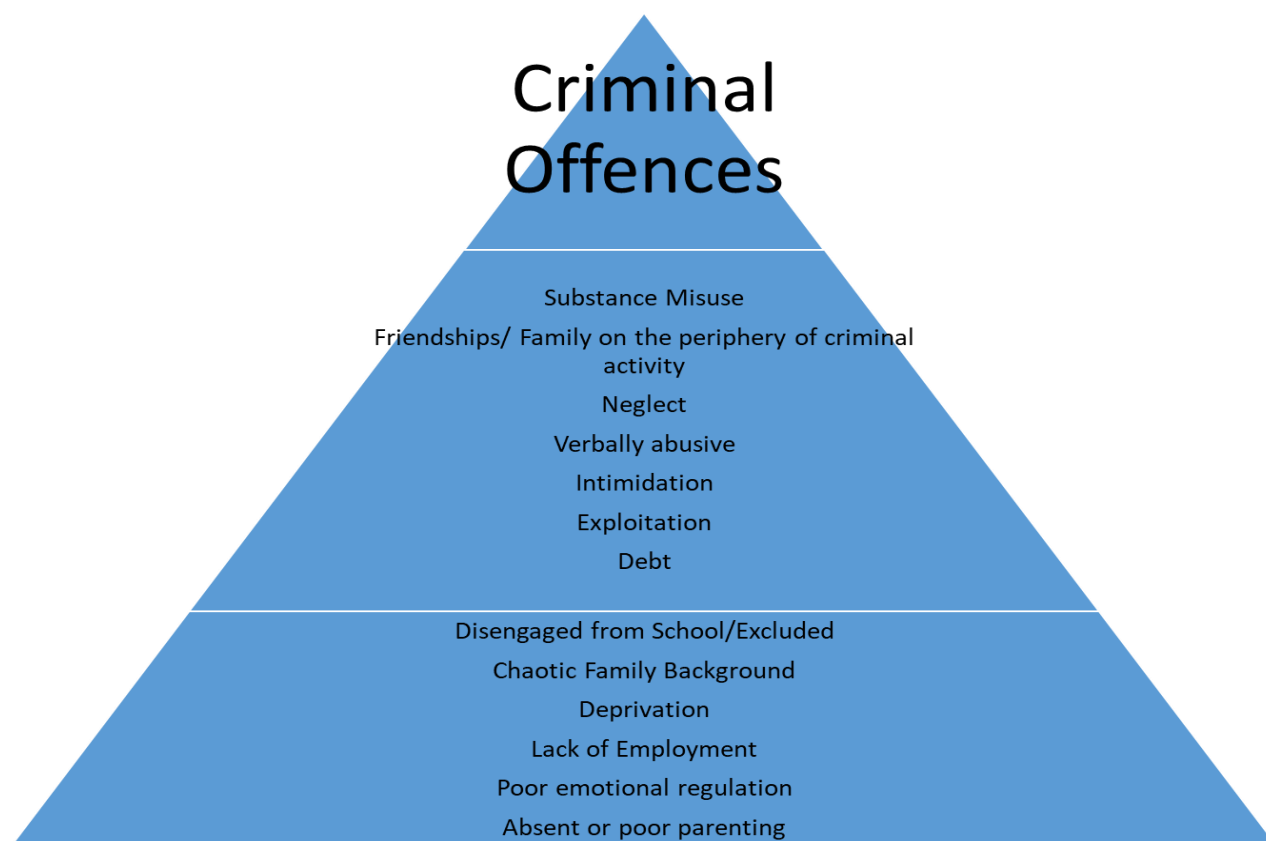 Criminal
Offences
Substance Misuse
Friendships/ Family on the periphery of criminal
activity
Neglect
Verbally abusive
Intimidation
Exploitation
Debt
Disengaged from School/Excluded
Chaotic Family Background
Deprivation
Lack of Employment
Poor emotional regulation
Absent or poor parenting